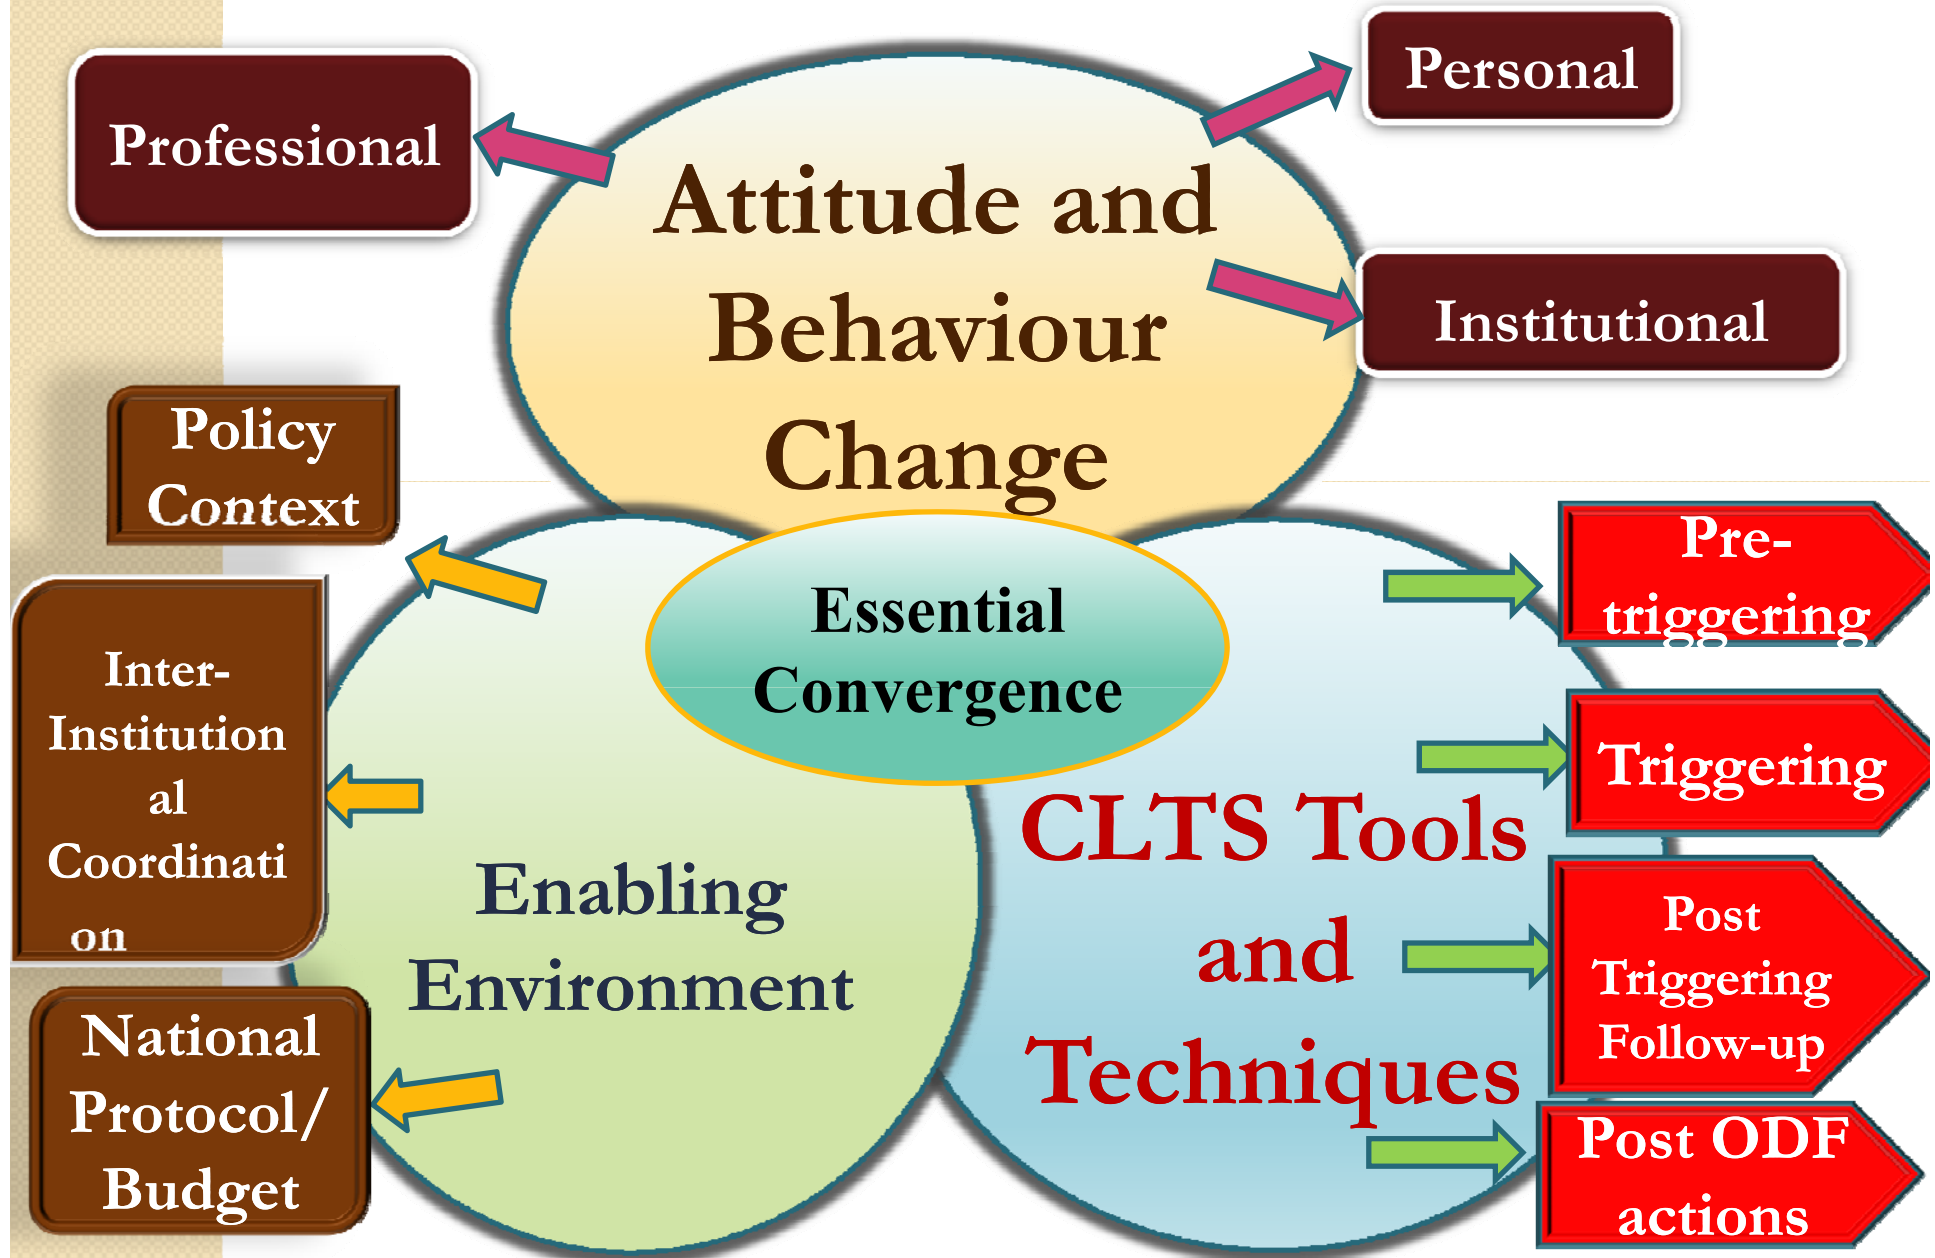 Professional
Personal
Attitude and
Behaviour
Change
Institutional
Policy
Context
Inter-
Institution
al
Coordinati
on
National
Protocol/
Budget
Essential
Convergence
Enabling
Environment
CLTS Tools
and
Techniques
Pre-
triggering
Triggering
Post
Triggering
Follow-up
Post ODF
actions